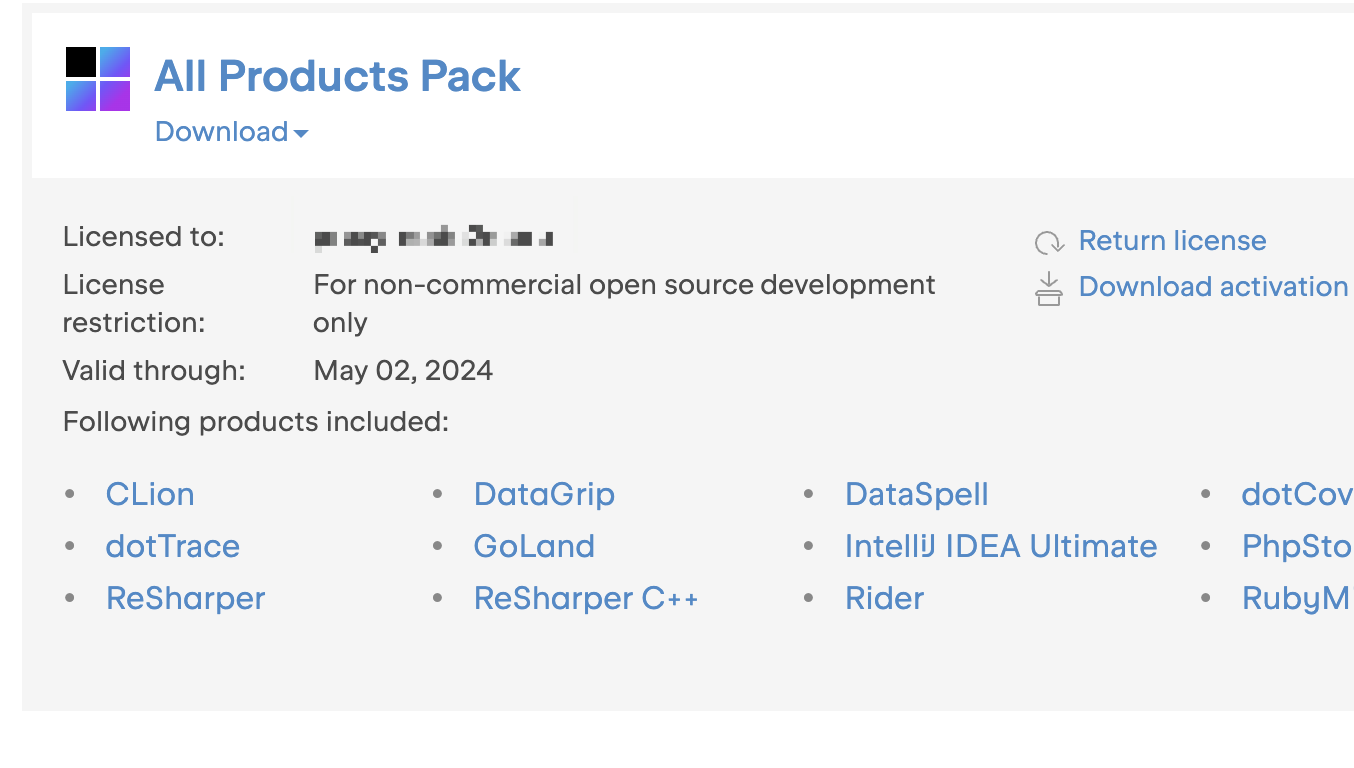 All Products Pack
Download
Licensed to:
Return license
License restriction:
For non-commercial open source development only
Download activation
Valid through:
May 02, 2024
Following products included:
• CLion • DataGrip • DataSpell • dotCov
• dotTrace • GoLand • IntelliJ IDEA Ultimate • PhpSto
• ReSharper • ReSharper C++ • Rider • RubyM